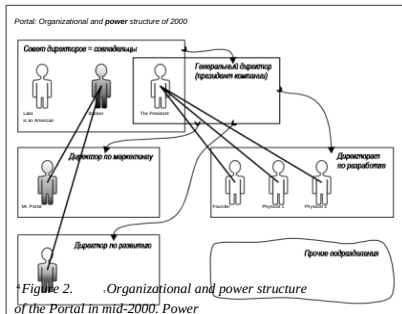 Portal: Organizational and power structure of 2000
Совет директоров = совладельцы
Генеральный директор
(президент компании)
Later
is an American
Banker
The President
Директор по маркетингу
Директорат
по разработке
Mr. Portal
Founder
Physicist 1
Physicist 2
Директор по развитию
Прочие подразделения
Figure 2. Organizational and power structure
of the Portal in mid-2000. Power